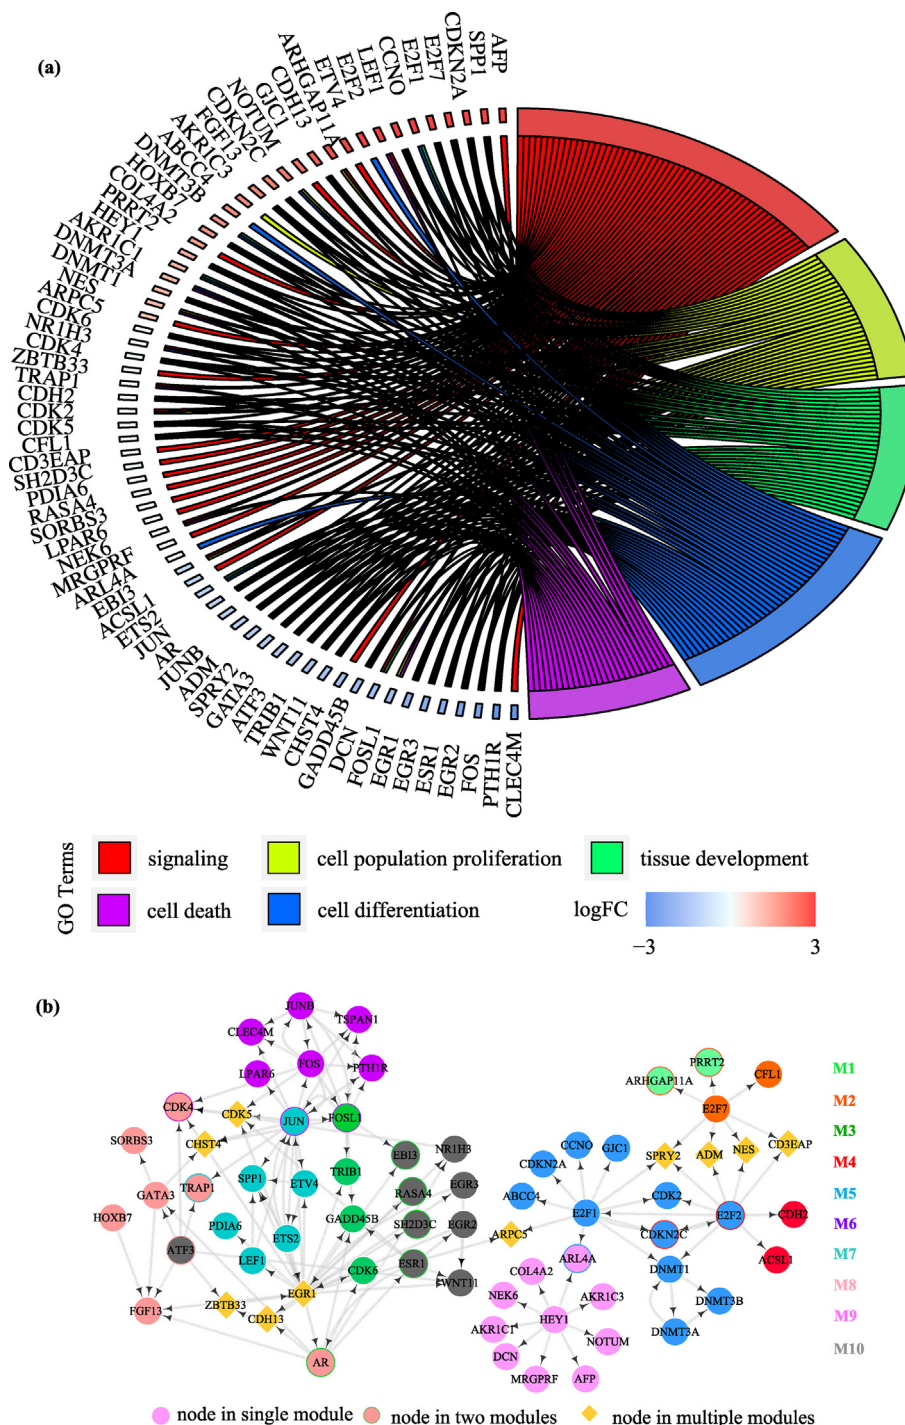 (a)
AFP
SPP1
CDKN2A
E2F7
E2F1
CCNO
LEF1
E2F2
ETV4
ARHGAP11A
CDH13
GJC1
NOTUM
CDKN2C
FGF13
AKR1C3
ABCC4
DNMT3B
HOXB7
COL4A2
PRRT2
HEY1
AKR1C1
DNMT3A
DNMT1
NES
ARPC5
CDK6
NR1H3
CDK4
ZBTB33
TRAP1
CDH2
CDK2
CDK5
CFL1
CD3EAP
SH2D3C
PDIA6
RASA4
SORBS3
LPAR6
NEK6
MRGPRF
ARL4A
EBI3
ACSL1
ETS2
JUN
AR
JUNB
ADM
SPRY2
GATA3
ATF3
TRIB1
WNT11
CHST4
GADD45B
DCN
FOSL1
EGR1
EGR3
ESR1
EGR2
FOS
PTH1R
CLEC4M
GO Terms
signaling
cell population proliferation
tissue development
cell death
cell differentiation
logFC
−3
3
(b)
JUNB
TSPAN1
CLEC4M
FOS
PTH1R
LPAR6
CDK4
CDK5
JUN
FOSL1
CHST4
SORBS3
EBI3
NR1H3
SPP1
ETV4
TRIB1
GATA3
TRAP1
RASA4
EGR3
HOXB7
PDIA6
GADD45B
SH2D3C
EGR2
ETS2
ATF3
LEF1
CDK6
ESR1
WNT11
EGR1
FGF13
ZBTB33
CDH13
AR
PRRT2
ARHGAP11A
CFL1
E2F7
CCNO
GJC1
SPRY2
ADM
NES
CD3EAP
CDKN2A
ABCC4
CDK2
E2F1
E2F2
CDH2
ARPC5
CDKN2C
ARL4A
DNMT1
ACSL1
COL4A2
NEK6
AKR1C3
DNMT3B
AKR1C1
HEY1
DNMT3A
NOTUM
DCN
MRGPRF
AFP
M1
M2
M3
M4
M5
M6
M7
M8
M9
M10
node in single module
node in two modules
node in multiple modules